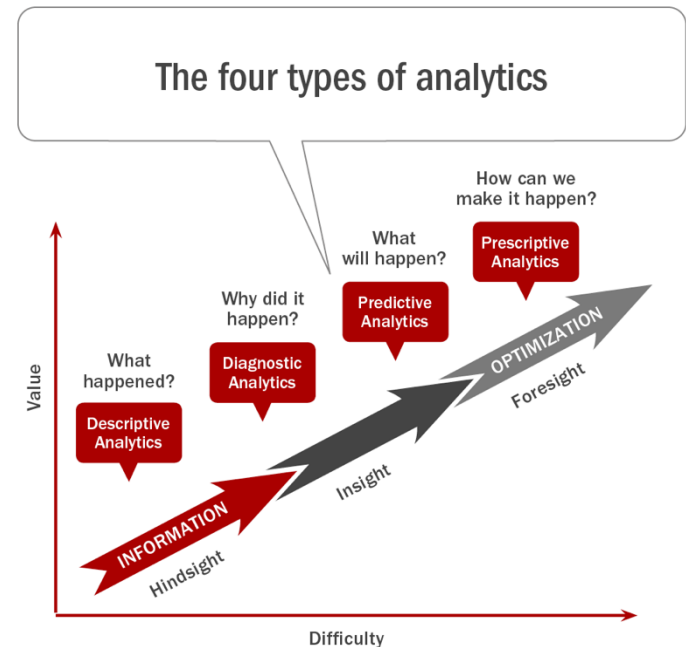 The four types of analytics
How can we
make it happen?
Prescriptive
Analytics
What
will happen?
Predictive
Analytics
Why did it
happen?
Diagnostic
Analytics
What
happened?
Descriptive
Analytics
Value
INFORMATION
Hindsight
Insight
OPTIMIZATION
Foresight
Difficulty